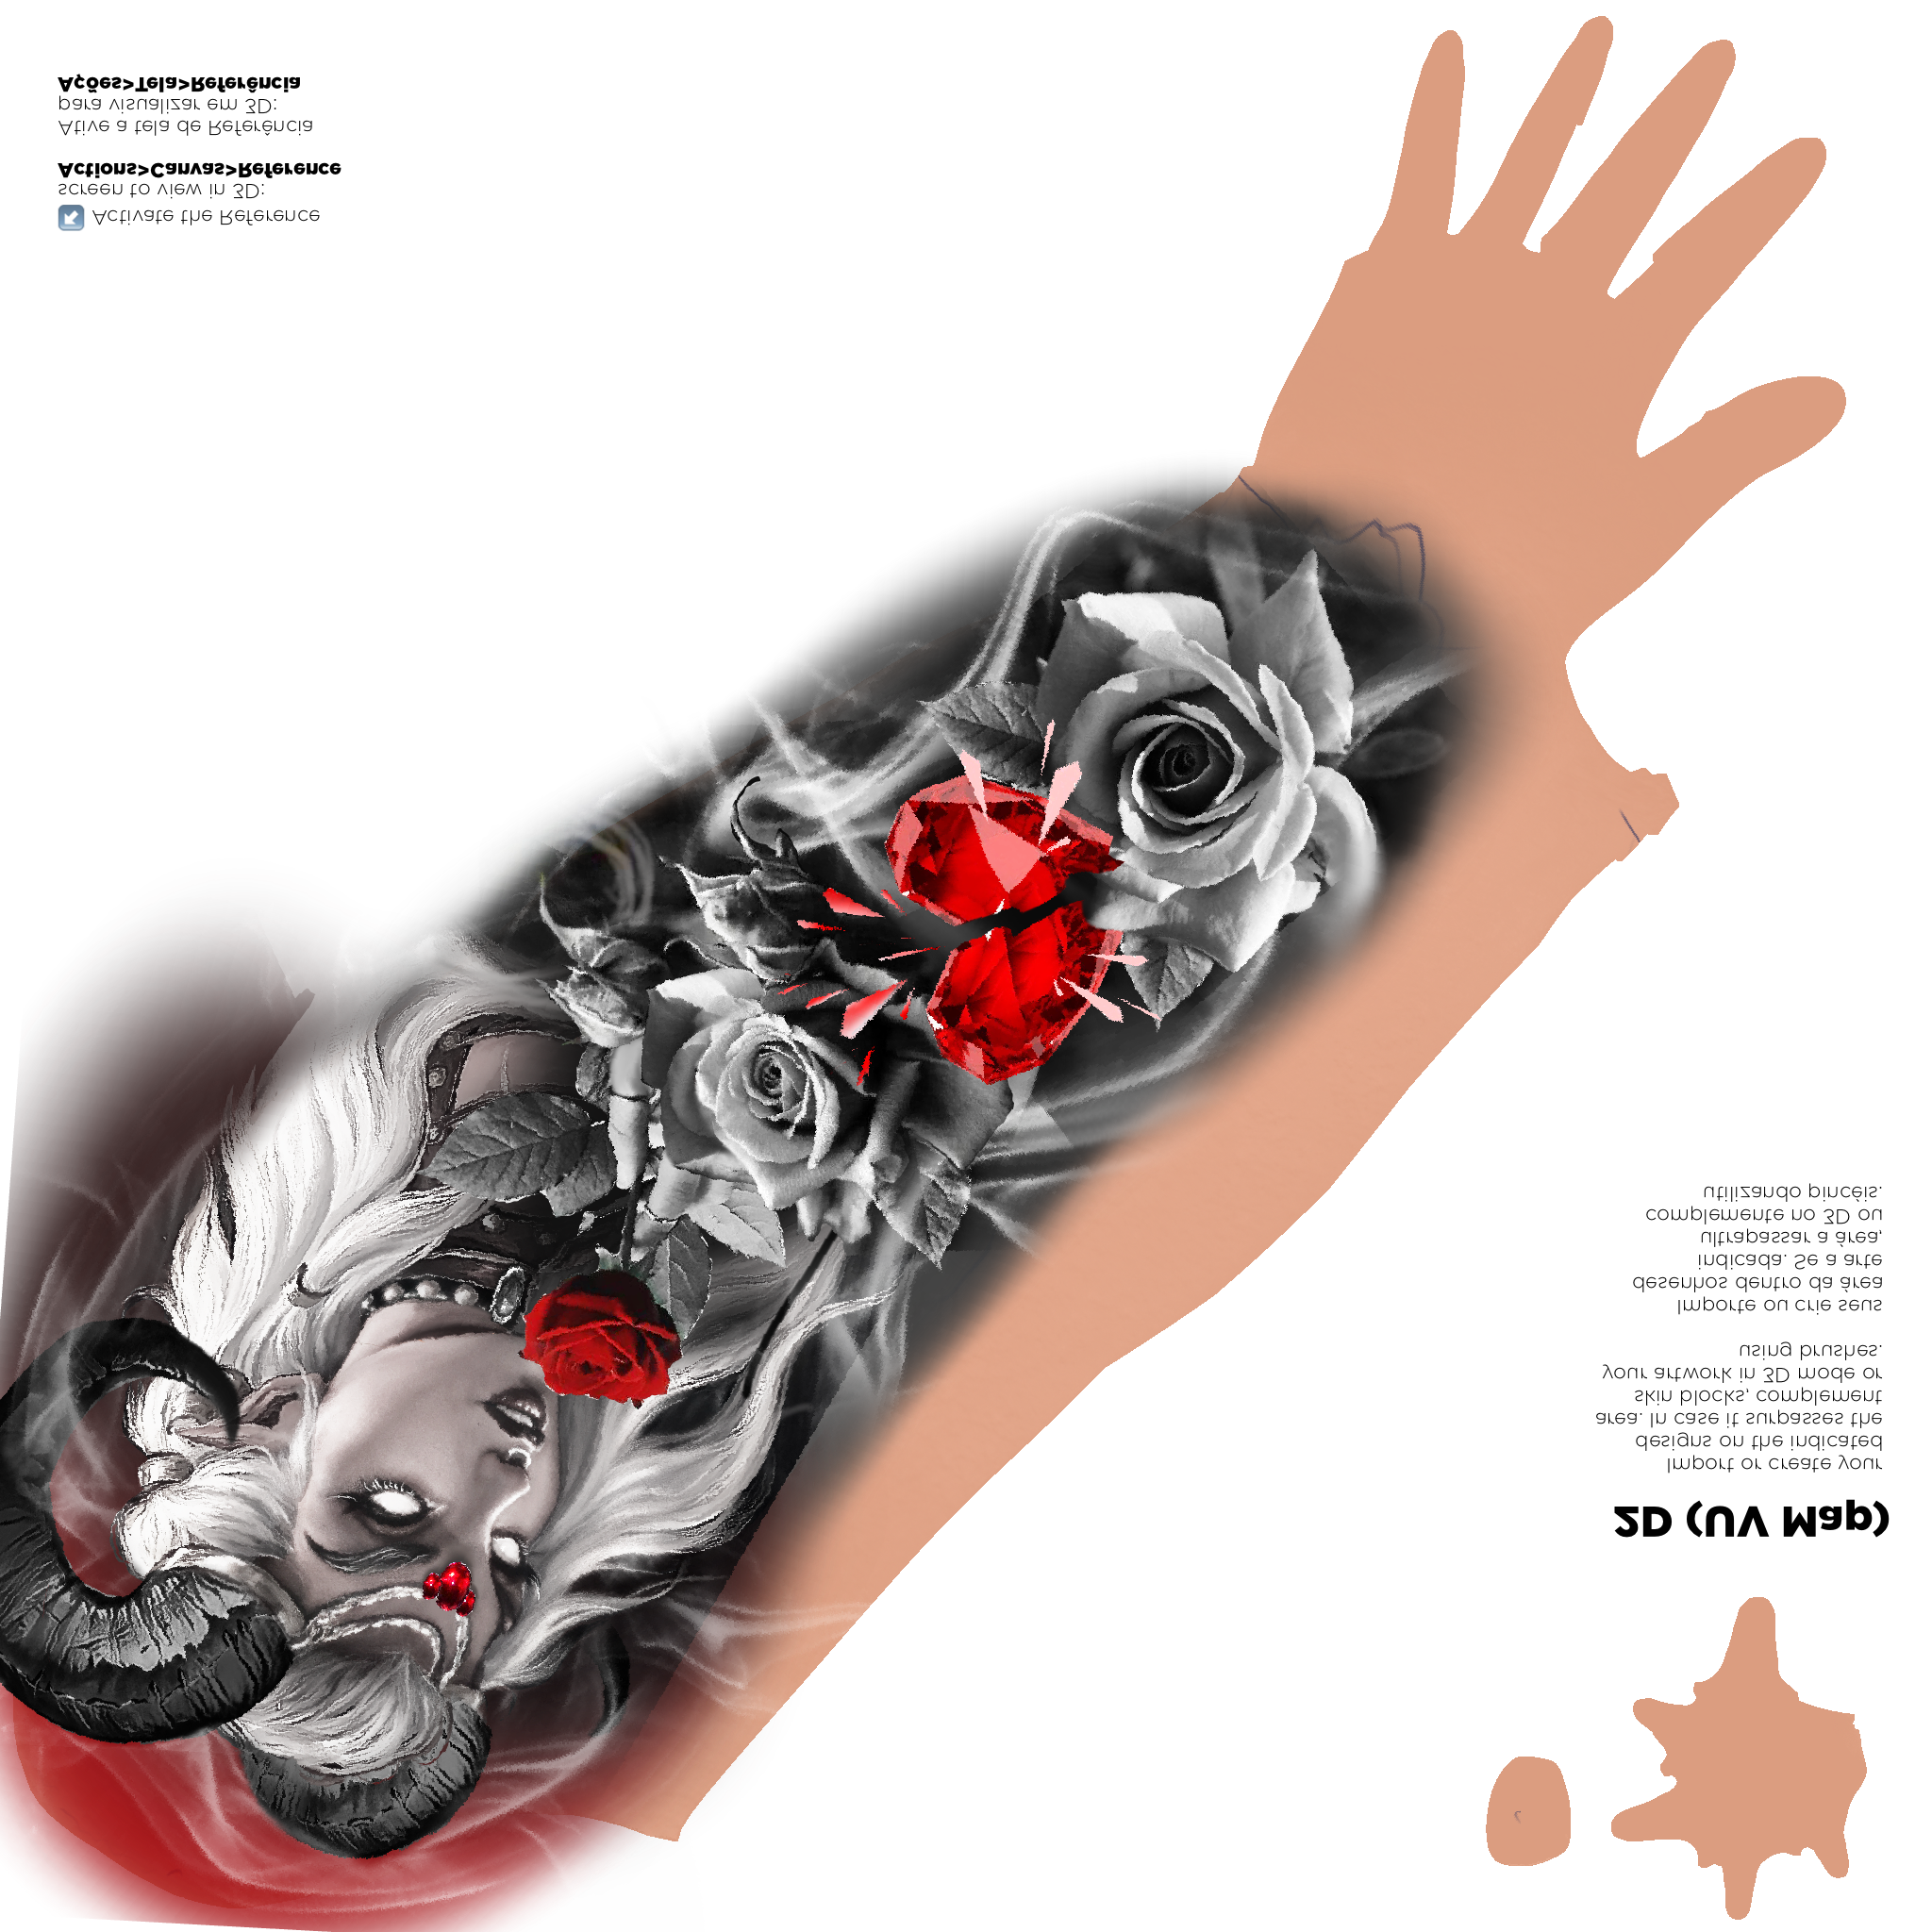 2D (UV Map)
Import or create your
designs on the indicated
area. In case it surpasses the
skin blocks, complement
your artwork in 3D mode or
using brushes.
Importe ou crie seus
desenhos dentro da área
indicada. Se a arte
ultrapassar a área,
complemente no 3D ou
utilizando pincéis.
Activate the Reference
screen to view in 3D:
Actions>Canvas>Reference
Ative a tela de Referência
para visualizar em 3D:
Ações>Tela>Referência